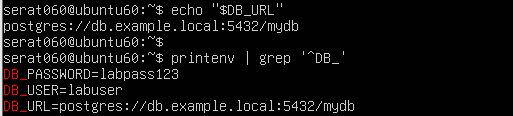 serat060@ubuntu60:~$ echo "$DB_URL"
postgres://db.example.local:5432/mydb
serat060@ubuntu60:~$
serat060@ubuntu60:~$ printenv | grep '^DB_'
DB_PASSWORD=labpass123
DB_USER=labuser
DB_URL=postgres://db.example.local:5432/mydb